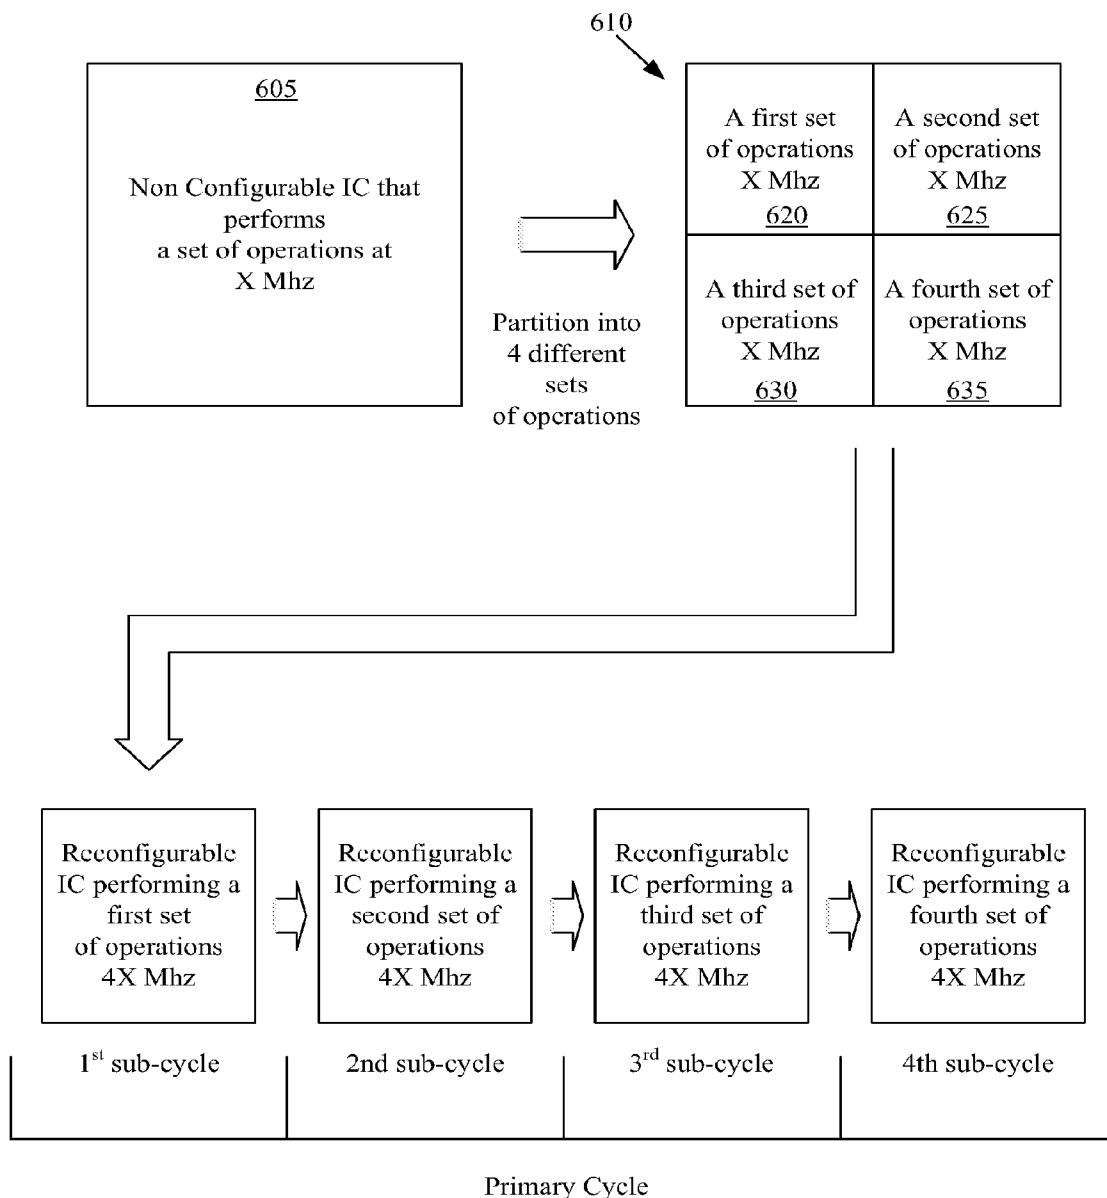 610
605
Non Configurable IC that
performs
a set of operations at
X Mhz
Partition into
4 different
sets
of operations
A first set
of operations
X Mhz
620
A second set
of operations
X Mhz
625
A third set of
operations
X Mhz
630
A fourth set of
operations
X Mhz
635
Reconfigurable
IC performing a
first set
of operations
4X Mhz
Reconfigurable
IC performing a
second set of
operations
4X Mhz
Reconfigurable
IC performing a
third set of
operations
4X Mhz
Reconfigurable
IC performing a
fourth set of
operations
4X Mhz
1st sub-cycle
2nd sub-cycle
3rd sub-cycle
4th sub-cycle
Primary Cycle